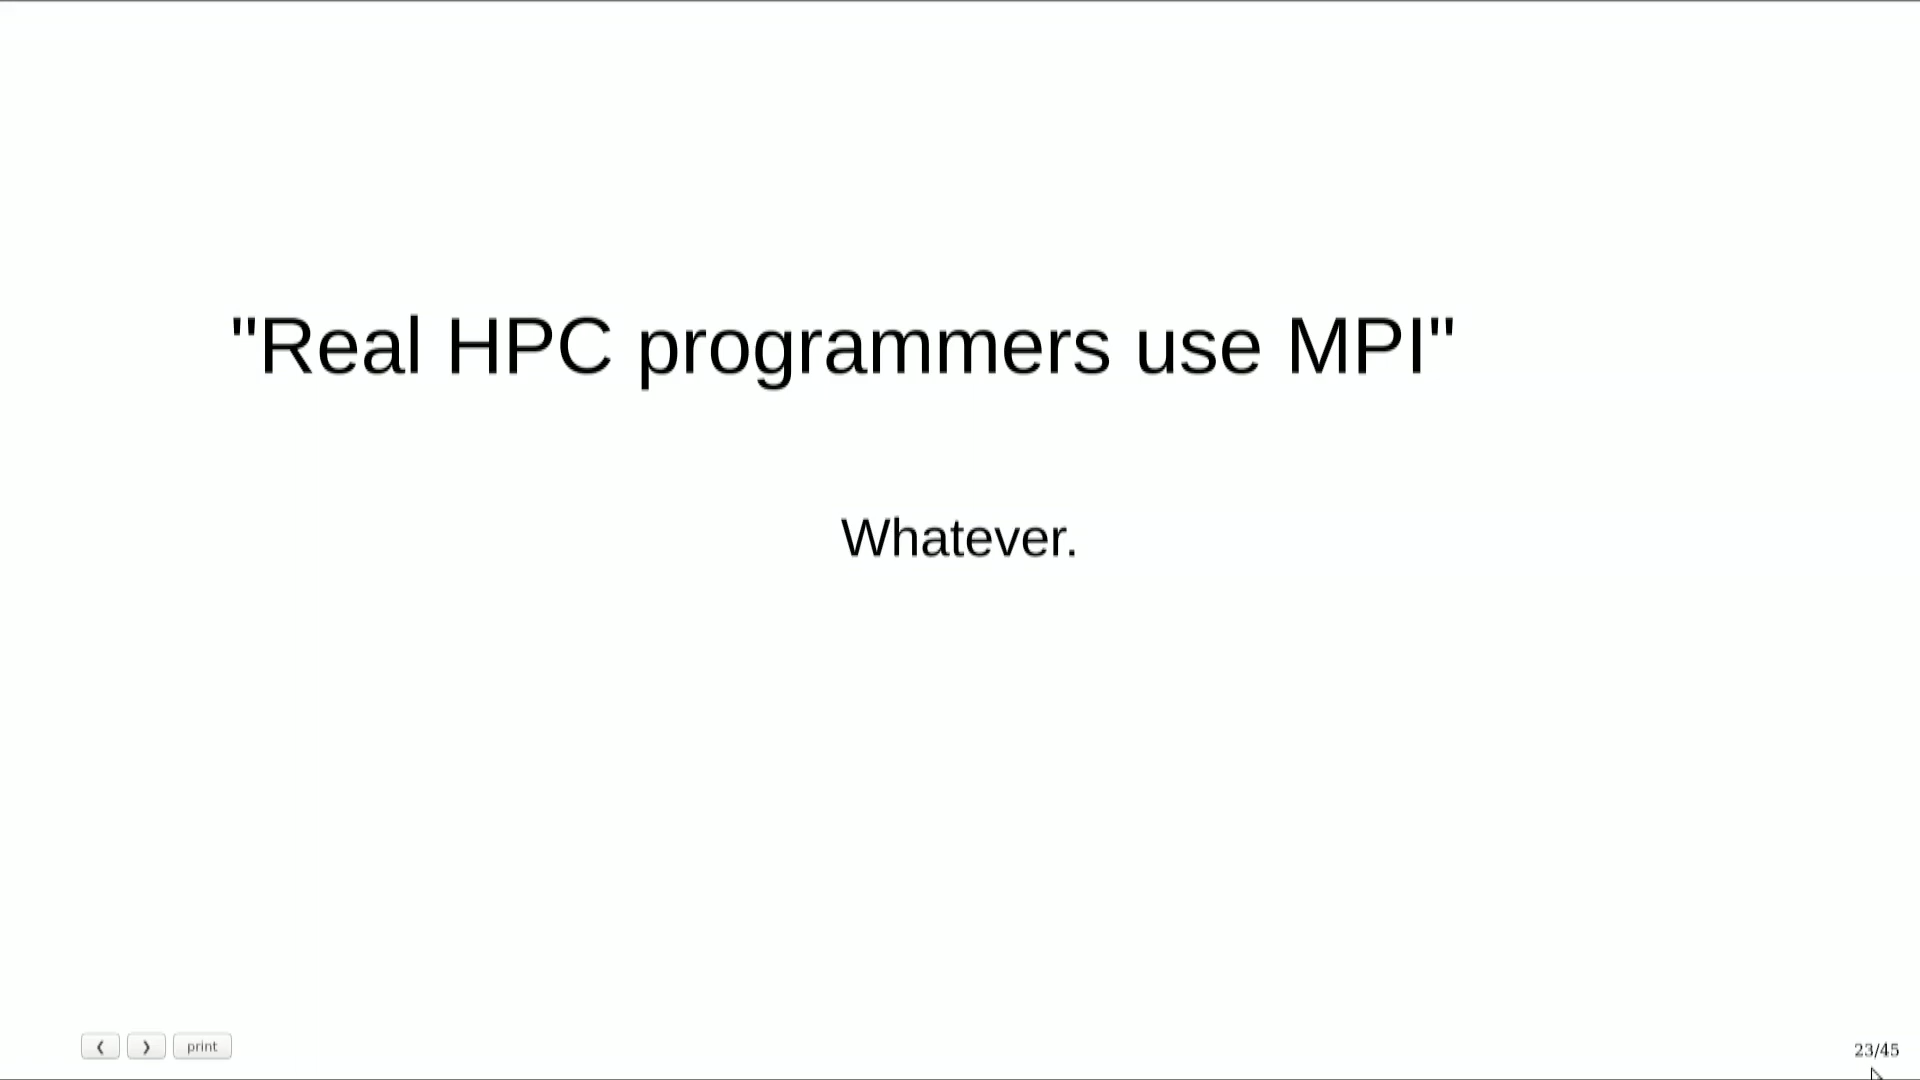 "Real HPC programmers use MPI"
Whatever.
❮ ❯ print
23/45